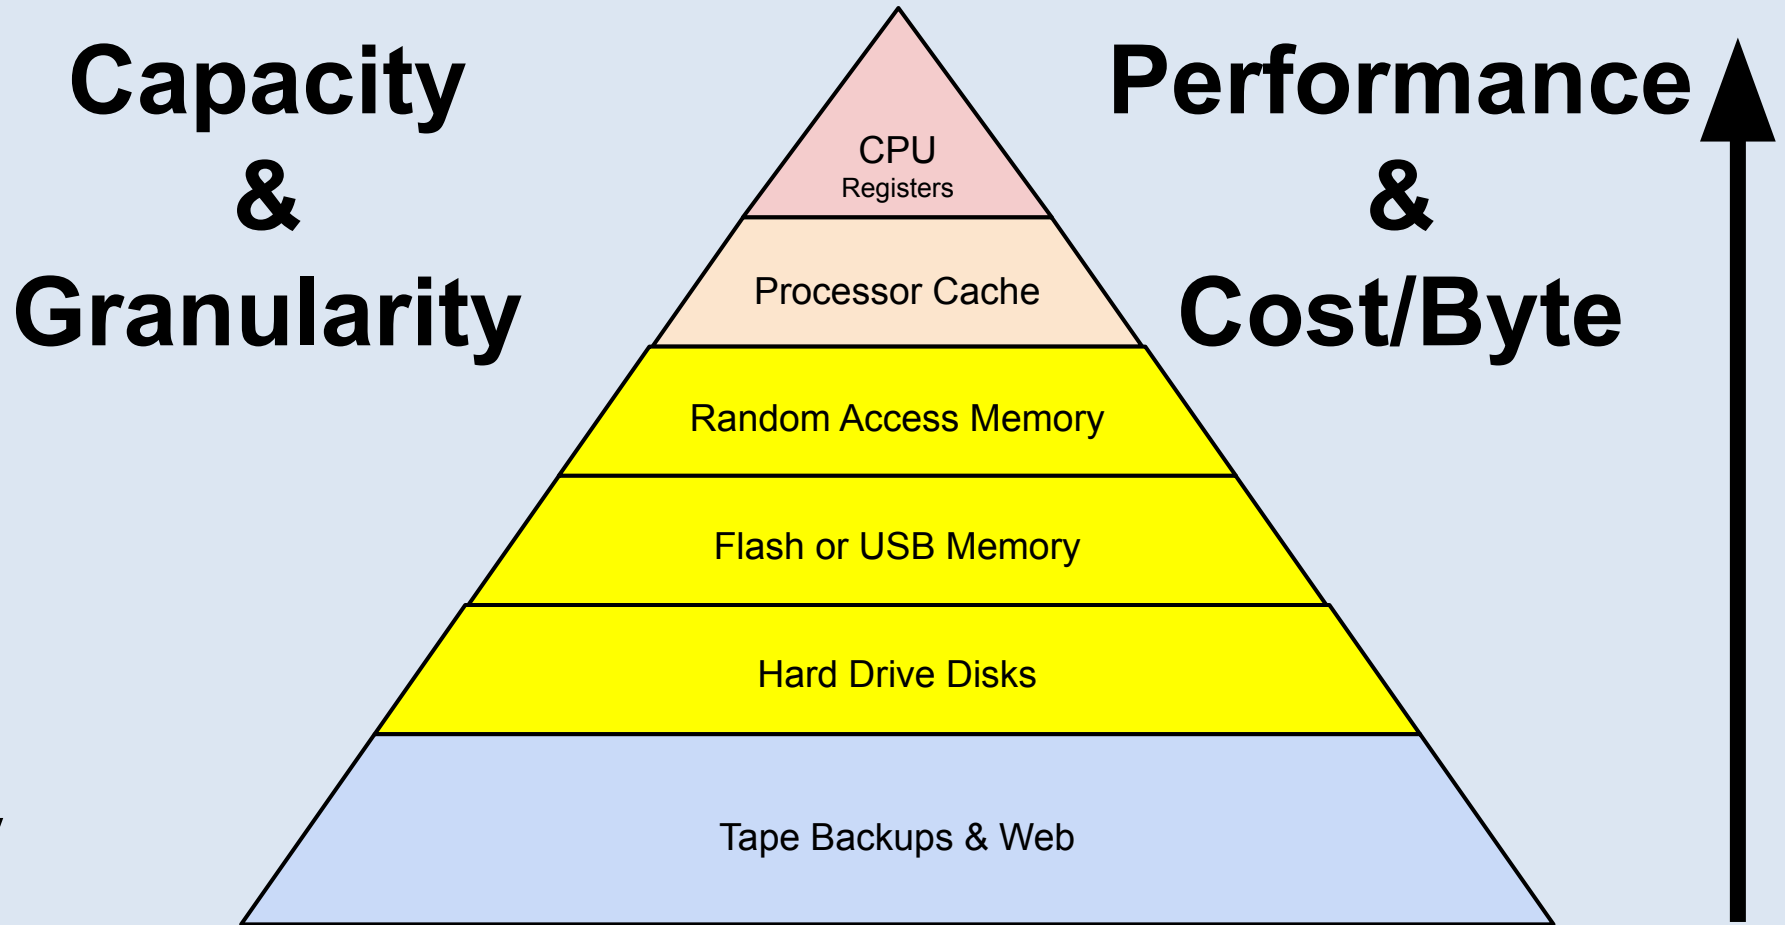 Capacity
&
Granularity
Performance
&
Cost/Byte
CPU
Registers
Processor Cache
Random Access Memory
Flash or USB Memory
Hard Drive Disks
Tape Backups & Web